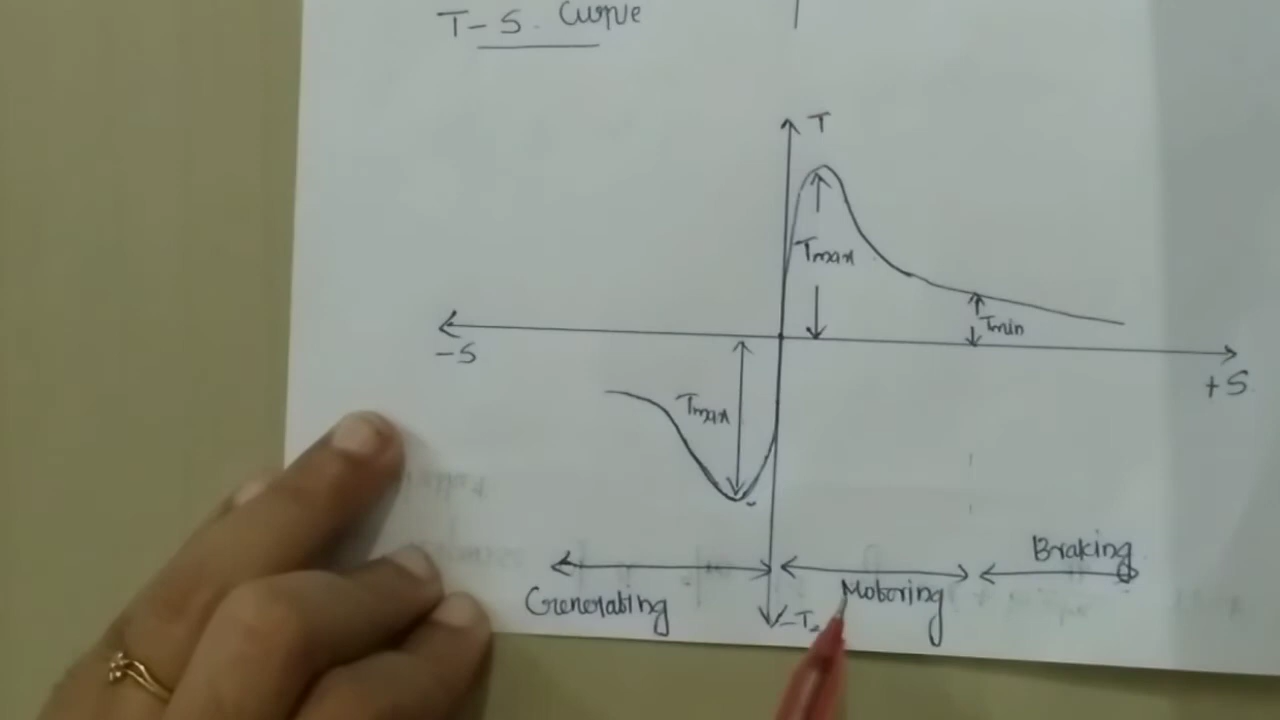 T-S. Curve
T
Tmax
Tmin
-S
+S
Tmax
Braking
Generating
Motoring
-T